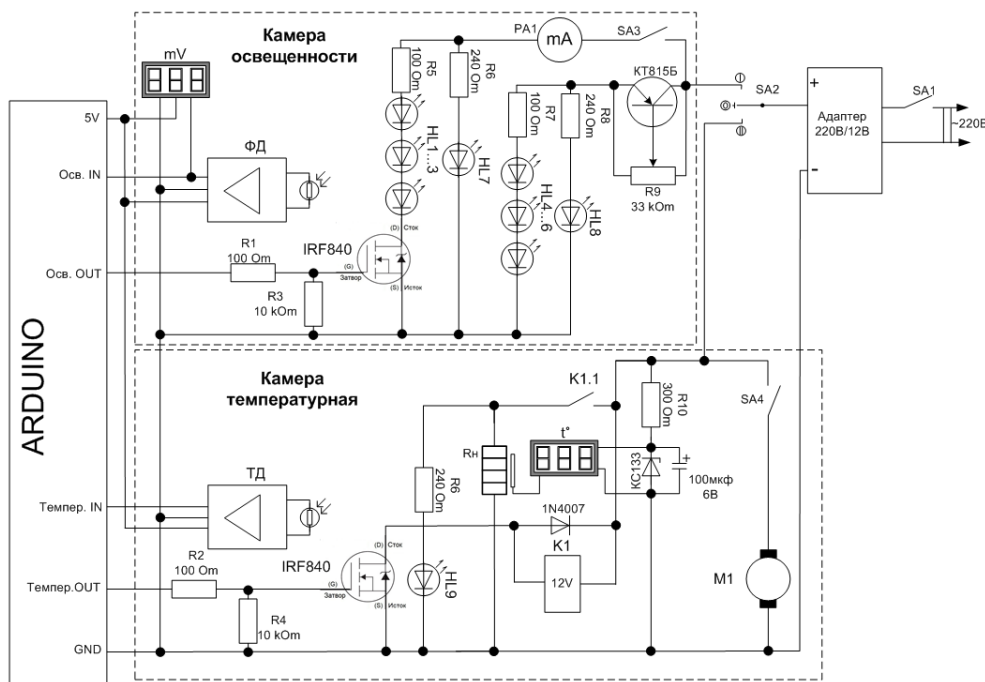 Камера
освещенности
mV
ARDUINO
5V
Осв. IN
Осв. OUT
ФД
R1
100 Om
R3
10 kOm
IRF840
(D) Сток
(G)
Затвор
(S) Исток
R5
100 Om
HL1...3
R6
240 Om
HL7
PA1
mA
SA3
R7
100 Om
HL4...6
R8
240 Om
HL8
КТ815Б
R9
33 kOm
I
0
II
SA2
+
Адаптер
220В/12В
-
SA1
~220В
Камера
температурная
Темпер. IN
Темпер.OUT
GND
ТД
R2
100 Om
R4
10 kOm
IRF840
(D) Сток
(G)
Затвор
(S) Исток
R6
240 Om
HL9
Rн
K1.1
t°
R10
300 Om
КС133
+
100мкф
6В
1N4007
K1
12V
SA4
M1